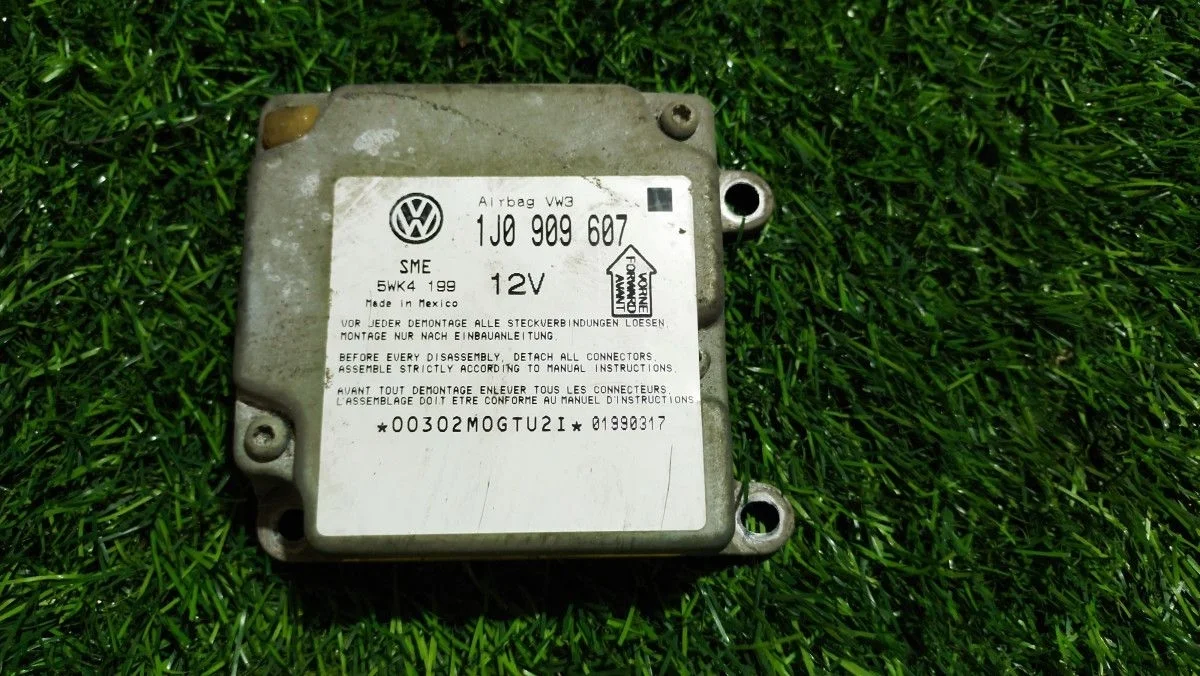 VW
Airbag VW3
1J0 909 607
SME
5WK4 199
12V
Made in Mexico
VORNE
FORWARD
AVANT
VOR JEDER DEMONTAGE ALLE STECKVERBINDUNGEN LOESEN.
MONTAGE NUR NACH EINBAUANLEITUNG.
BEFORE EVERY DISASSEMBLY, DETACH ALL CONNECTORS.
ASSEMBLE STRICTLY ACCORDING TO MANUAL INSTRUCTIONS.
AVANT TOUT DEMONTAGE ENLEVER TOUS LES CONNECTEURS.
L'ASSEMBLAGE DOIT ETRE CONFORME AU MANUEL D'INSTRUCTIONS
*00302M0GTU2I* 01990317